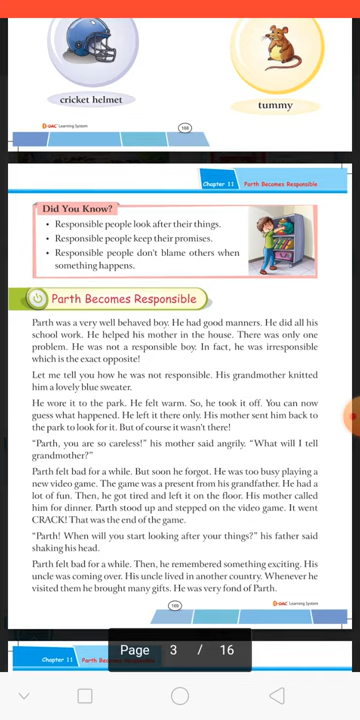 cricket helmet
tummy
DAC Learning System
168
Chapter 11 Parth Becomes Responsible
Did You Know?
• Responsible people look after their things.
• Responsible people keep their promises.
• Responsible people don't blame others when
something happens.
Parth Becomes Responsible
Parth was a very well behaved boy. He had good manners. He did all his
school work. He helped his mother in the house. There was only one
problem. He was not a responsible boy. In fact, he was irresponsible
which is the exact opposite!
Let me tell you how he was not responsible. His grandmother knitted
him a lovely blue sweater.
He wore it to the park. He felt warm. So, he took it off. You can now
guess what happened. He left it there only. His mother sent him back to
the park to look for it. But of course it wasn't there!
"Parth, you are so careless!" his mother said angrily. "What will I tell
grandmother?"
Parth felt bad for a while. But soon he forgot. He was too busy playing a
new video game. The game was a present from his grandfather. He had a
lot of fun. Then, he got tired and left it on the floor. His mother called
him for dinner. Parth stood up and stepped on the video game. It went
CRACK! That was the end of the game.
"Parth! When will you start looking after your things?" his father said
shaking his head.
Parth felt bad for a while. Then, he remembered something exciting. His
uncle was coming over. His uncle lived in another country. Whenever he
visited them he brought many gifts. He was very fond of Parth.
169
DAC Learning System
Page 3 / 16
Chapter 11 Parth